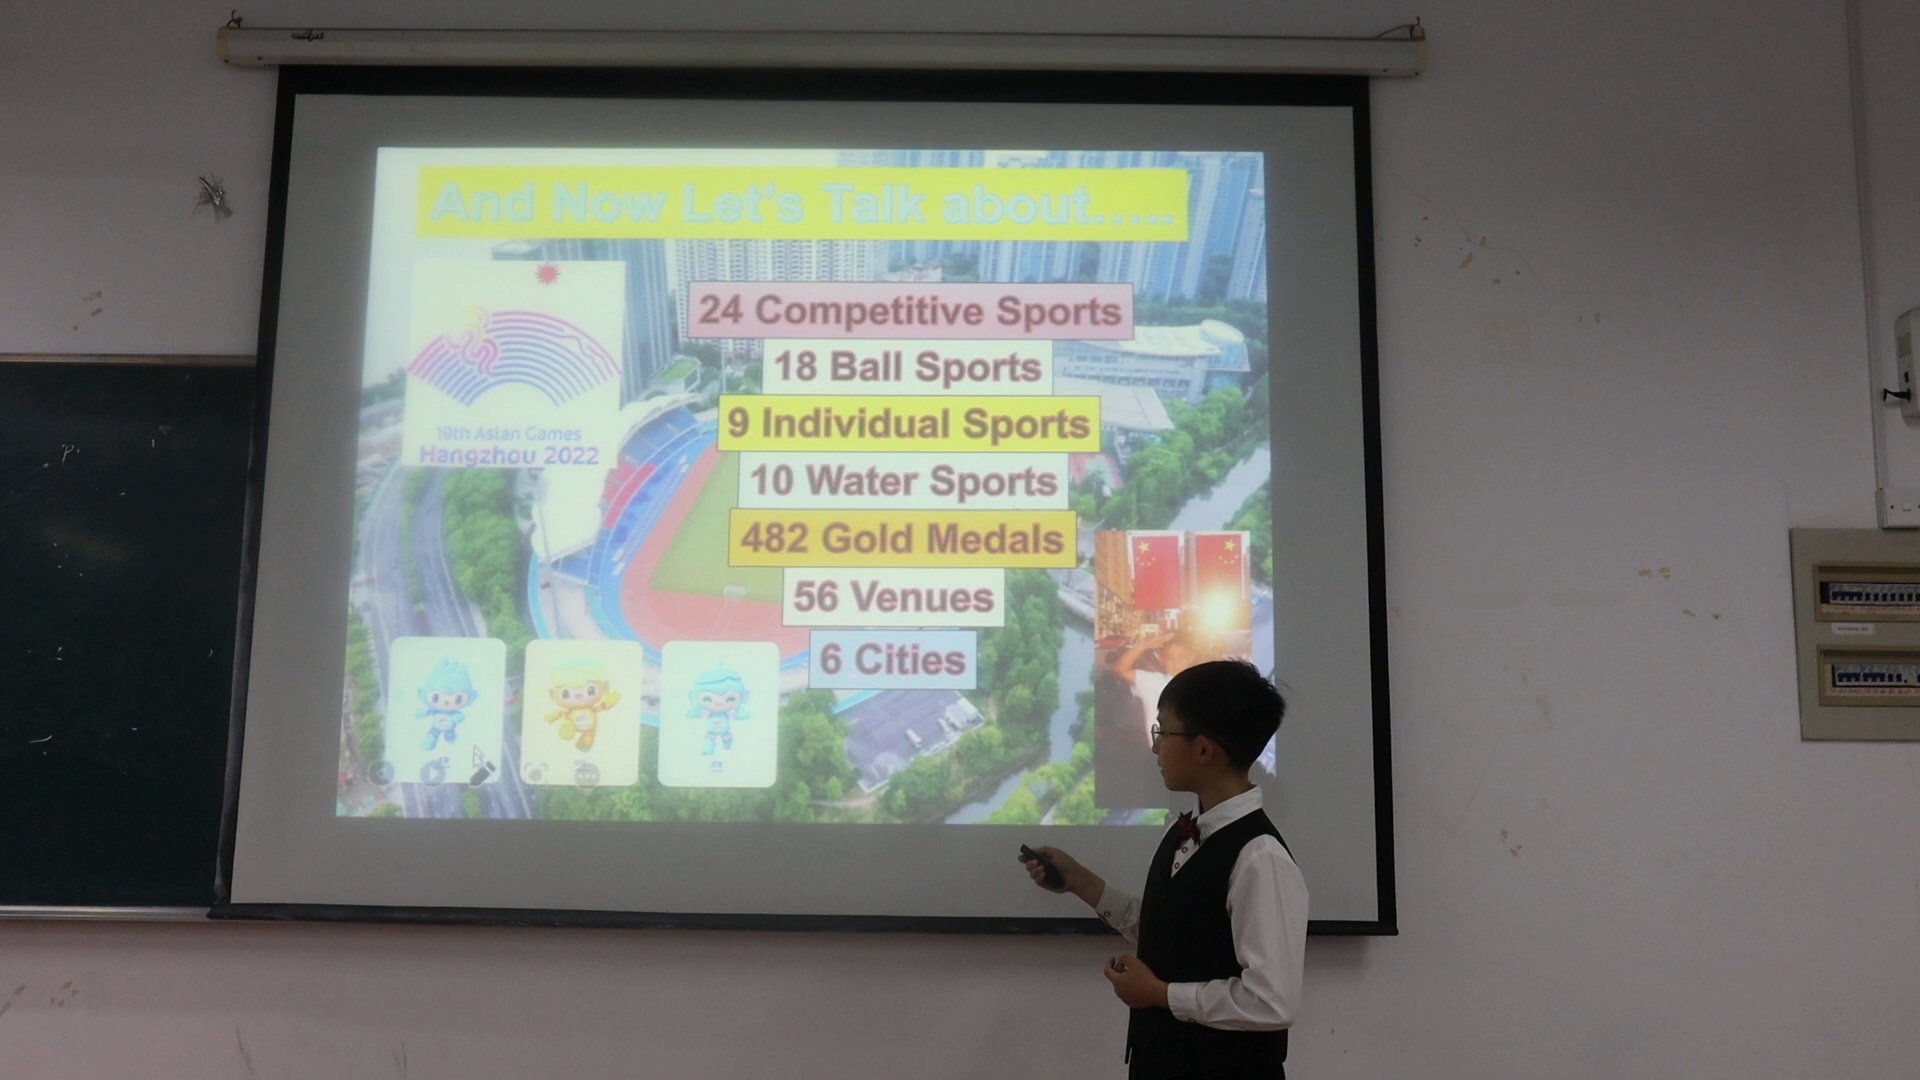 And Now Let's Talk about.....
19th Asian Games
Hangzhou 2022
24 Competitive Sports
18 Ball Sports
9 Individual Sports
10 Water Sports
482 Gold Medals
56 Venues
6 Cities